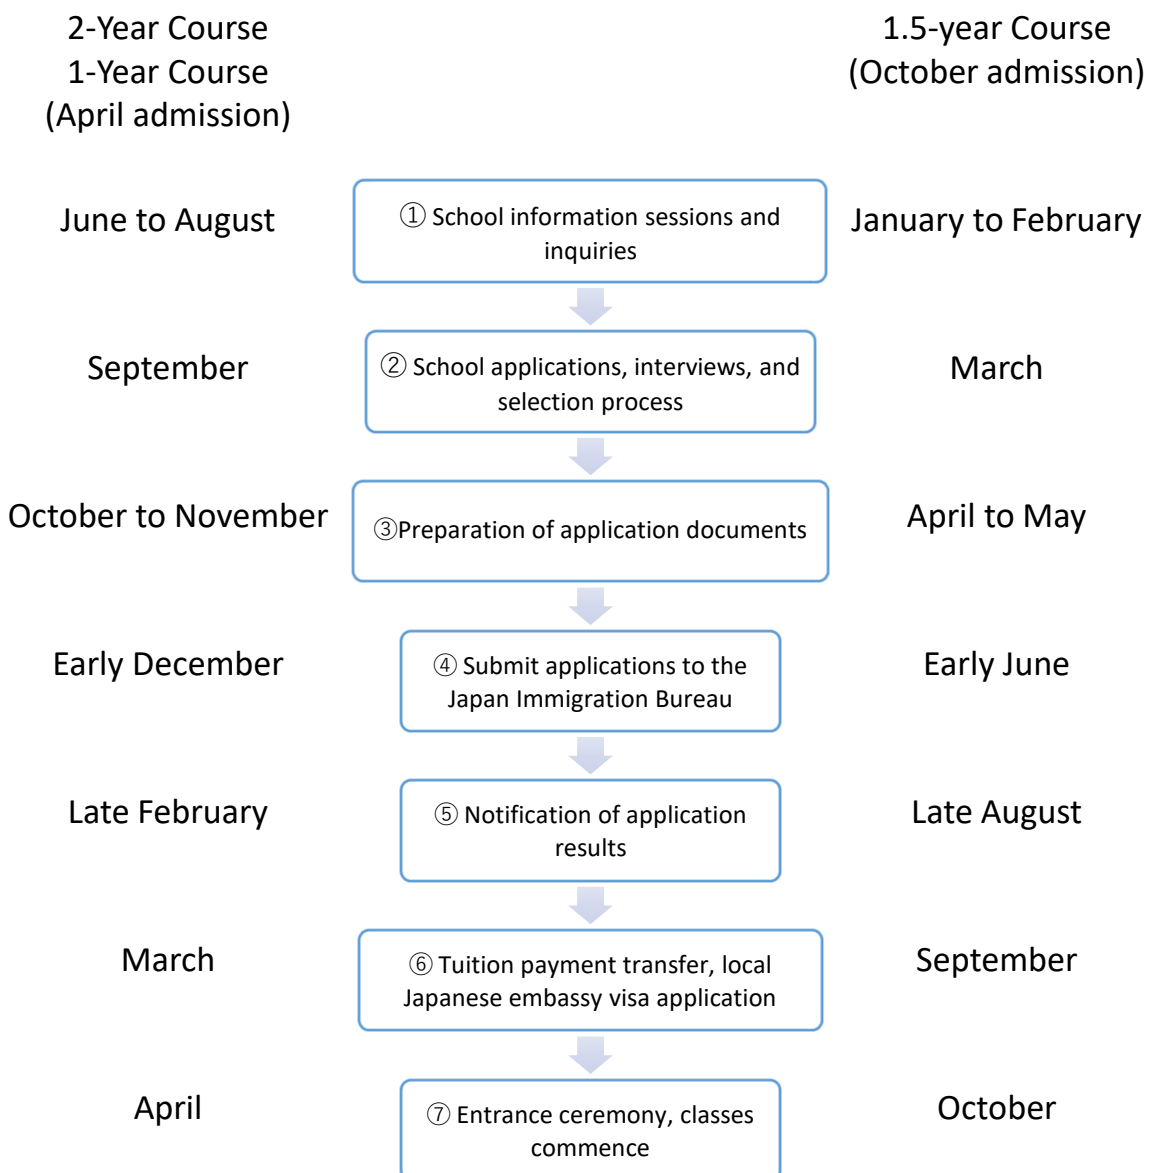 2-Year Course
1-Year Course
(April admission)
1.5-year Course
(October admission)
June to August
① School information sessions and
inquiries
January to February
September
② School applications, interviews, and
selection process
March
October to November
③Preparation of application documents
April to May
Early December
④ Submit applications to the
Japan Immigration Bureau
Early June
Late February
⑤ Notification of application
results
Late August
March
⑥ Tuition payment transfer, local
Japanese embassy visa application
September
April
⑦ Entrance ceremony, classes
commence
October